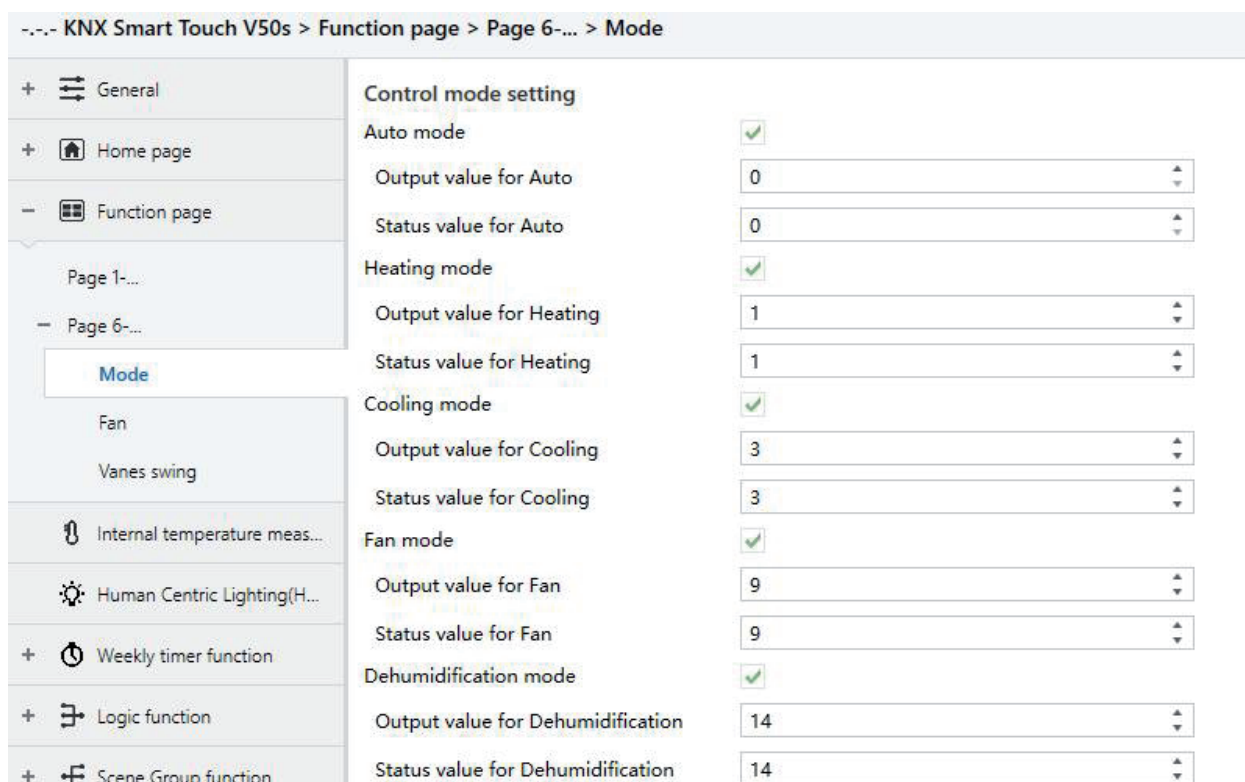 -.-.- KNX Smart Touch V50s > Function page > Page 6-... > Mode
General
Home page
Function page
Page 1-...
Page 6-...
Mode
Fan
Vanes swing
Internal temperature meas...
Human Centric Lighting(H...
Weekly timer function
Logic function
Scene Group function
Control mode setting
Auto mode
Output value for Auto 0
Status value for Auto 0
Heating mode
Output value for Heating 1
Status value for Heating 1
Cooling mode
Output value for Cooling 3
Status value for Cooling 3
Fan mode
Output value for Fan 9
Status value for Fan 9
Dehumidification mode
Output value for Dehumidification 14
Status value for Dehumidification 14